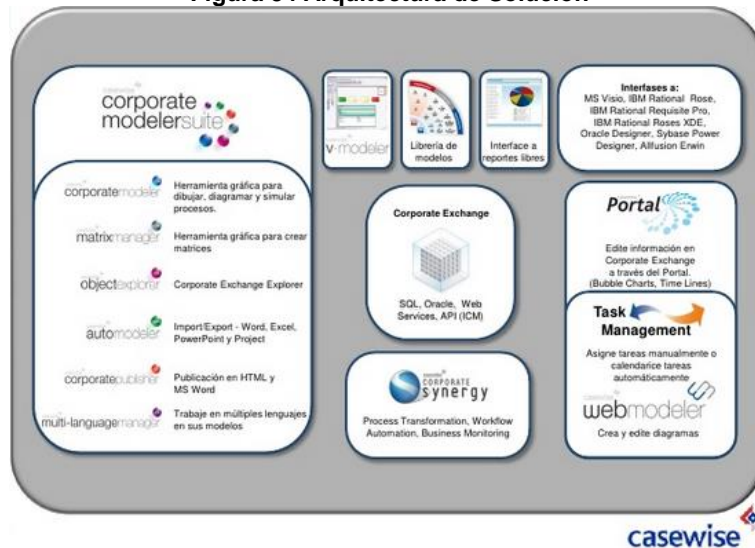 corporate
modelersuite
corporatemodeler
Herramienta gráfica para
dibujar, diagramar y simular
procesos.
matrixmanager
Herramienta gráfica para crear
matrices
objectexplorer
Corporate Exchange Explorer
automodeler
Import/Export - Word, Excel,
PowerPoint y Project
corporatepublisher
Publicación en HTML y
MS Word
multi-languagemanager
Trabaje en múltiples lenguajes
en sus modelos
v-modeler
Librería de
modelos
Interface a
reportes libres
Interfases a:
MS Visio, IBM Rational Rose,
IBM Rational Requisite Pro,
IBM Rational Roses XDE,
Oracle Designer, Sybase Power
Designer, Allfusion Erwin
Corporate Exchange
SQL, Oracle, Web
Services, API (ICM)
CORPORATE
synergy
Process Transformation, Workflow
Automation, Business Monitoring
Portal
Edite información en
Corporate Exchange
a través del Portal.
(Bubble Charts, Time Lines)
Task
Management
Asigne tareas manualmente o
calendarice tareas
automáticamente
webmodeler
Crea y edite diagramas
casewise